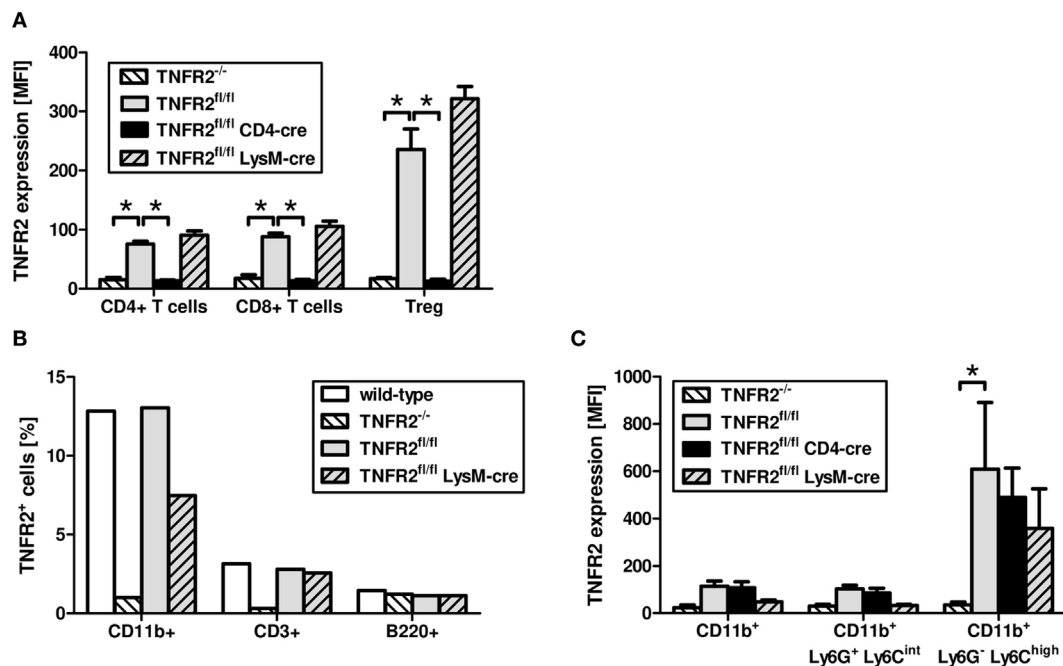 A
TNFR2 expression [MFI]
400
300
200
100
0
TNFR2-/-
TNFR2fl/fl
TNFR2fl/fl CD4-cre
TNFR2fl/fl LysM-cre
* *
* *
* *
CD4+ T cells
CD8+ T cells
Treg
B
TNFR2+ cells [%]
15
10
5
0
wild-type
TNFR2-/-
TNFR2fl/fl
TNFR2fl/fl LysM-cre
CD11b+
CD3+
B220+
C
TNFR2 expression [MFI]
1000
800
600
400
200
0
TNFR2-/-
TNFR2fl/fl
TNFR2fl/fl CD4-cre
TNFR2fl/fl LysM-cre
*
CD11b+
CD11b+
Ly6G+ Ly6Cint
CD11b+
Ly6G- Ly6Chigh